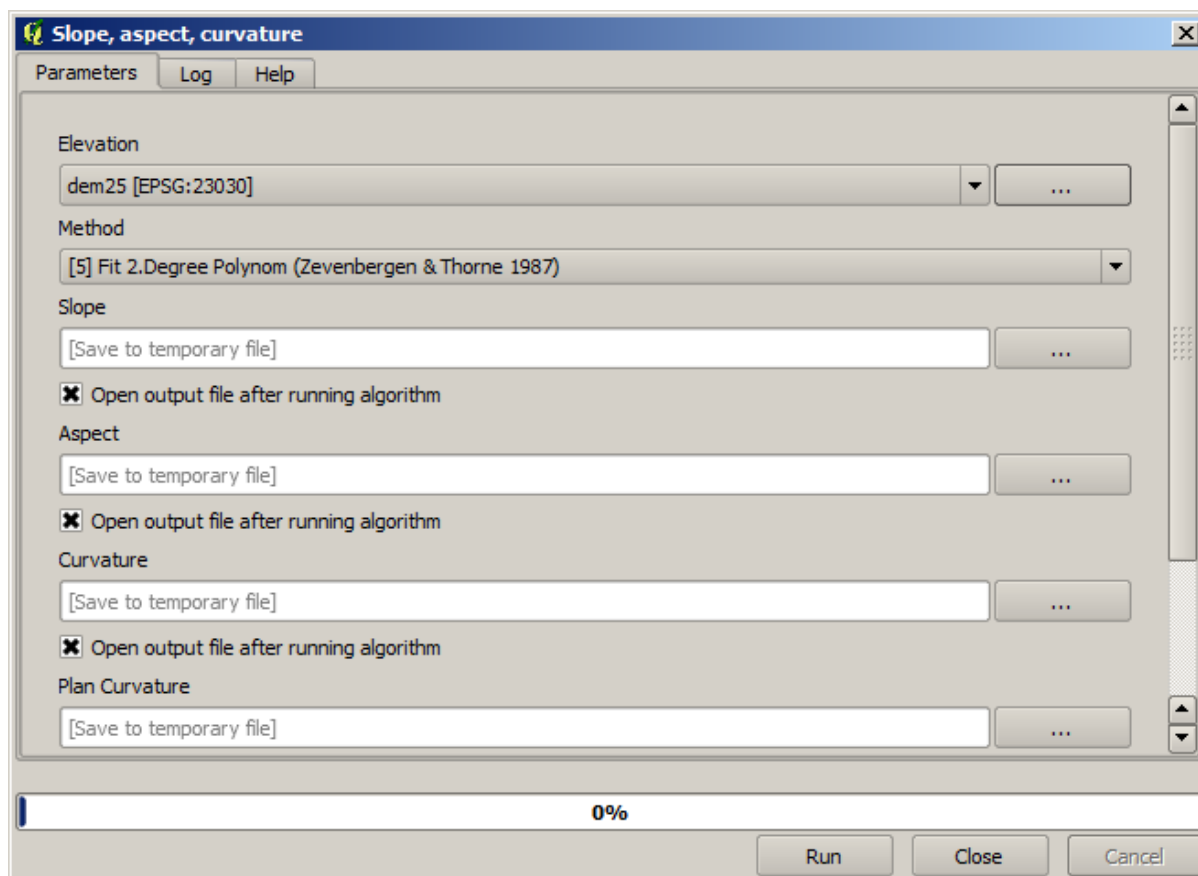 Slope, aspect, curvature
Parameters Log Help
Elevation
dem25 [EPSG:23030] ...
Method
[5] Fit 2.Degree Polynom (Zevenbergen & Thorne 1987)
Slope
[Save to temporary file] ...
Open output file after running algorithm
Aspect
[Save to temporary file] ...
Open output file after running algorithm
Curvature
[Save to temporary file] ...
Open output file after running algorithm
Plan Curvature
[Save to temporary file] ...
0%
Run Close Cancel